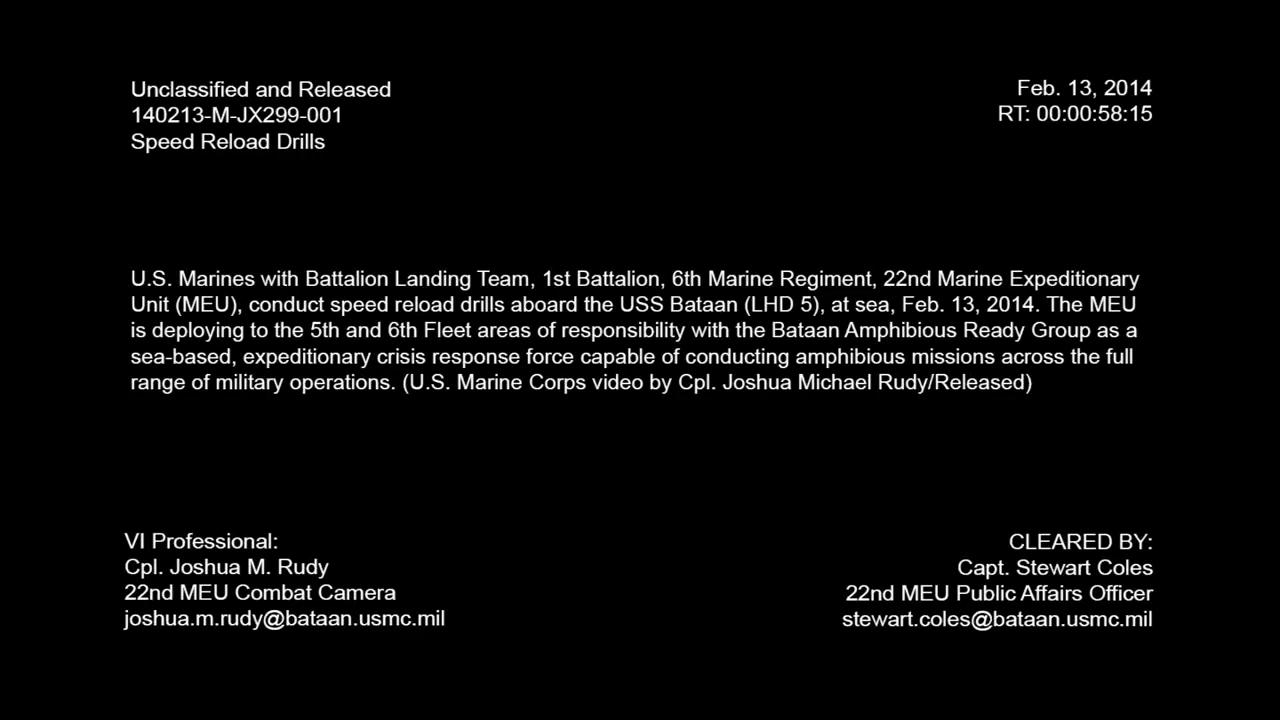 Unclassified and Released
140213-M-JX299-001
Speed Reload Drills
Feb. 13, 2014
RT: 00:00:58:15
U.S. Marines with Battalion Landing Team, 1st Battalion, 6th Marine Regiment, 22nd Marine Expeditionary
Unit (MEU), conduct speed reload drills aboard the USS Bataan (LHD 5), at sea, Feb. 13, 2014. The MEU
is deploying to the 5th and 6th Fleet areas of responsibility with the Bataan Amphibious Ready Group as a
sea-based, expeditionary crisis response force capable of conducting amphibious missions across the full
range of military operations. (U.S. Marine Corps video by Cpl. Joshua Michael Rudy/Released)
VI Professional:
Cpl. Joshua M. Rudy
22nd MEU Combat Camera
joshua.m.rudy@bataan.usmc.mil
CLEARED BY:
Capt. Stewart Coles
22nd MEU Public Affairs Officer
stewart.coles@bataan.usmc.mil